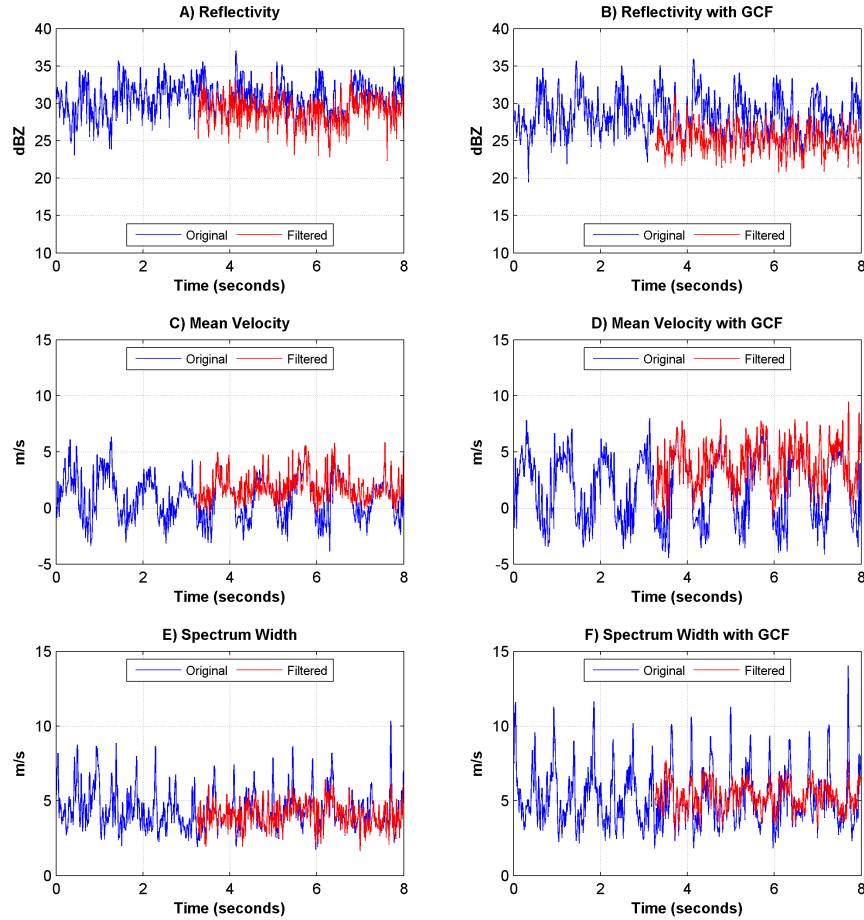 A) Reflectivity
40
35
30
25
20
15
10
dBZ
Original Filtered
0 2 4 6 8
Time (seconds)
B) Reflectivity with GCF
40
35
30
25
20
15
10
dBZ
Original Filtered
0 2 4 6 8
Time (seconds)
C) Mean Velocity
15
10
5
0
-5
m/s
Original Filtered
0 2 4 6 8
Time (seconds)
D) Mean Velocity with GCF
15
10
5
0
-5
m/s
Original Filtered
0 2 4 6 8
Time (seconds)
E) Spectrum Width
15
10
5
0
m/s
Original Filtered
0 2 4 6 8
Time (seconds)
F) Spectrum Width with GCF
15
10
5
0
m/s
Original Filtered
0 2 4 6 8
Time (seconds)